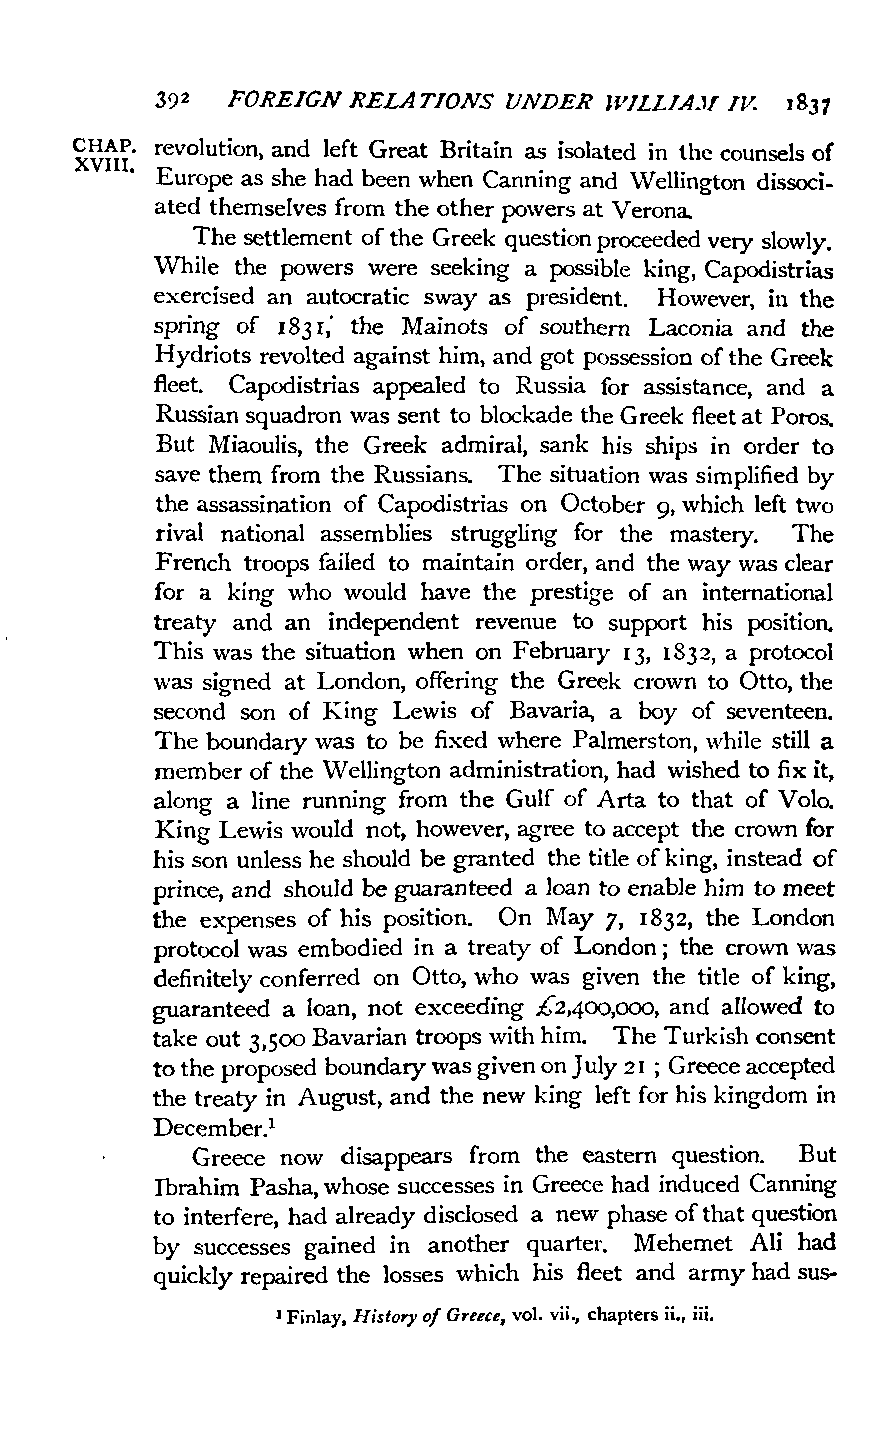 392 FOREIGN RELATIONS UNDER WILLIAM IV. 1837
CHAP. XVIII.
revolution, and left Great Britain as isolated in the counsels of
Europe as she had been when Canning and Wellington dissoci-
ated themselves from the other powers at Verona.
The settlement of the Greek question proceeded very slowly.
While the powers were seeking a possible king, Capodistrias
exercised an autocratic sway as president. However, in the
spring of 1831, the Mainots of southern Laconia and the
Hydriots revolted against him, and got possession of the Greek
fleet. Capodistrias appealed to Russia for assistance, and a
Russian squadron was sent to blockade the Greek fleet at Poros.
But Miaoulis, the Greek admiral, sank his ships in order to
save them from the Russians. The situation was simplified by
the assassination of Capodistrias on October 9, which left two
rival national assemblies struggling for the mastery. The
French troops failed to maintain order, and the way was clear
for a king who would have the prestige of an international
treaty and an independent revenue to support his position.
This was the situation when on February 13, 1832, a protocol
was signed at London, offering the Greek crown to Otto, the
second son of King Lewis of Bavaria, a boy of seventeen.
The boundary was to be fixed where Palmerston, while still a
member of the Wellington administration, had wished to fix it,
along a line running from the Gulf of Arta to that of Volo.
King Lewis would not, however, agree to accept the crown for
his son unless he should be granted the title of king, instead of
prince, and should be guaranteed a loan to enable him to meet
the expenses of his position. On May 7, 1832, the London
protocol was embodied in a treaty of London; the crown was
definitely conferred on Otto, who was given the title of king,
guaranteed a loan, not exceeding £2,400,000, and allowed to
take out 3,500 Bavarian troops with him. The Turkish consent
to the proposed boundary was given on July 21; Greece accepted
the treaty in August, and the new king left for his kingdom in
December.¹
Greece now disappears from the eastern question. But
Ibrahim Pasha, whose successes in Greece had induced Canning
to interfere, had already disclosed a new phase of that question
by successes gained in another quarter. Mehemet Ali had
quickly repaired the losses which his fleet and army had sus-
¹ Finlay, History of Greece, vol. vii., chapters ii., iii.